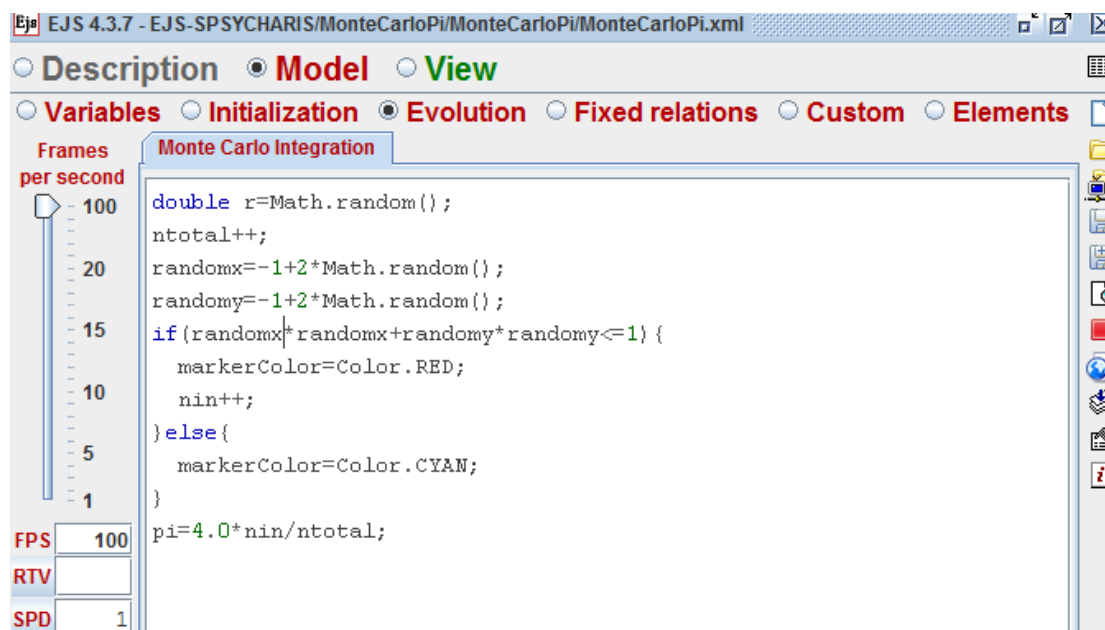 Ejs EJS 4.3.7 - EJS-SPSYCHARIS/MonteCarloPi/MonteCarloPi/MonteCarloPi.xml
Description Model View
Variables Initialization Evolution Fixed relations Custom Elements
Frames
per second
100
20
15
10
5
1
FPS 100
RTV
SPD 1
Monte Carlo Integration
double r=Math.random();
ntotal++;
randomx=-1+2*Math.random();
randomy=-1+2*Math.random();
if(randomx*randomx+randomy*randomy<=1){
  markerColor=Color.RED;
  nin++;
}else{
  markerColor=Color.CYAN;
}
pi=4.0*nin/ntotal;
i